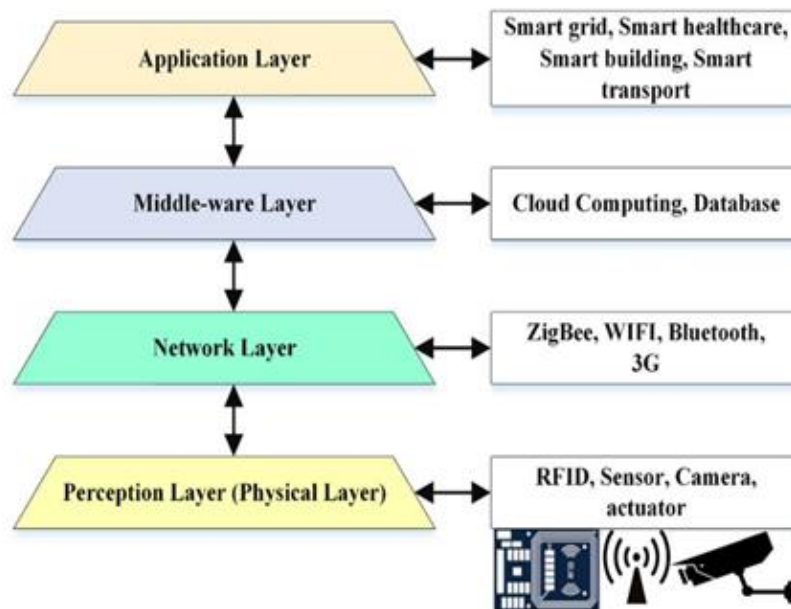 Application Layer
Smart grid, Smart healthcare,
Smart building, Smart
transport
Middle-ware Layer
Cloud Computing, Database
Network Layer
ZigBee, WIFI, Bluetooth,
3G
Perception Layer (Physical Layer)
RFID, Sensor, Camera,
actuator